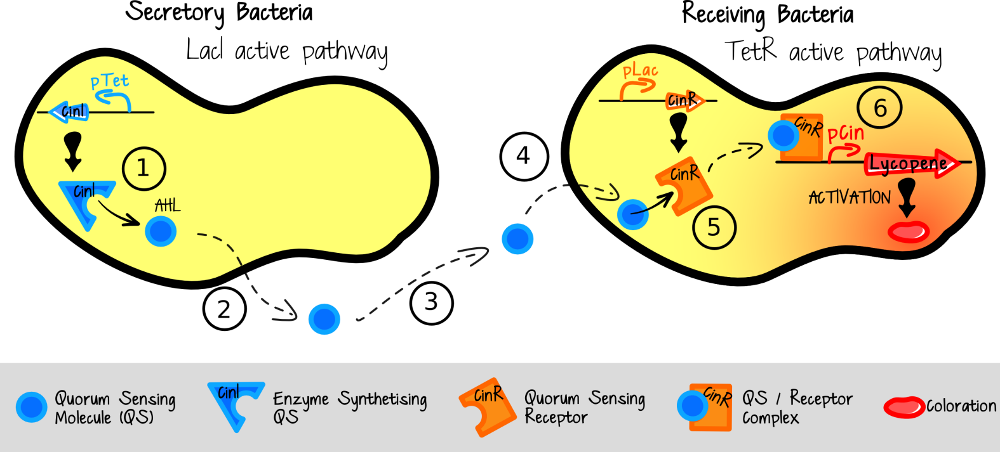 Secretory Bacteria
LacI active pathway
pTet
CinI
1
CinI
AHL
2
3
4
Receiving Bacteria
TetR active pathway
pLac
CinR
CinR
5
6
CinR
pCin
Lycopene
ACTIVATION
Quorum Sensing
Molecule (QS)
CinI
Enzyme Synthetising
QS
CinR
Quorum Sensing
Receptor
CinR
QS / Receptor
Complex
Coloration